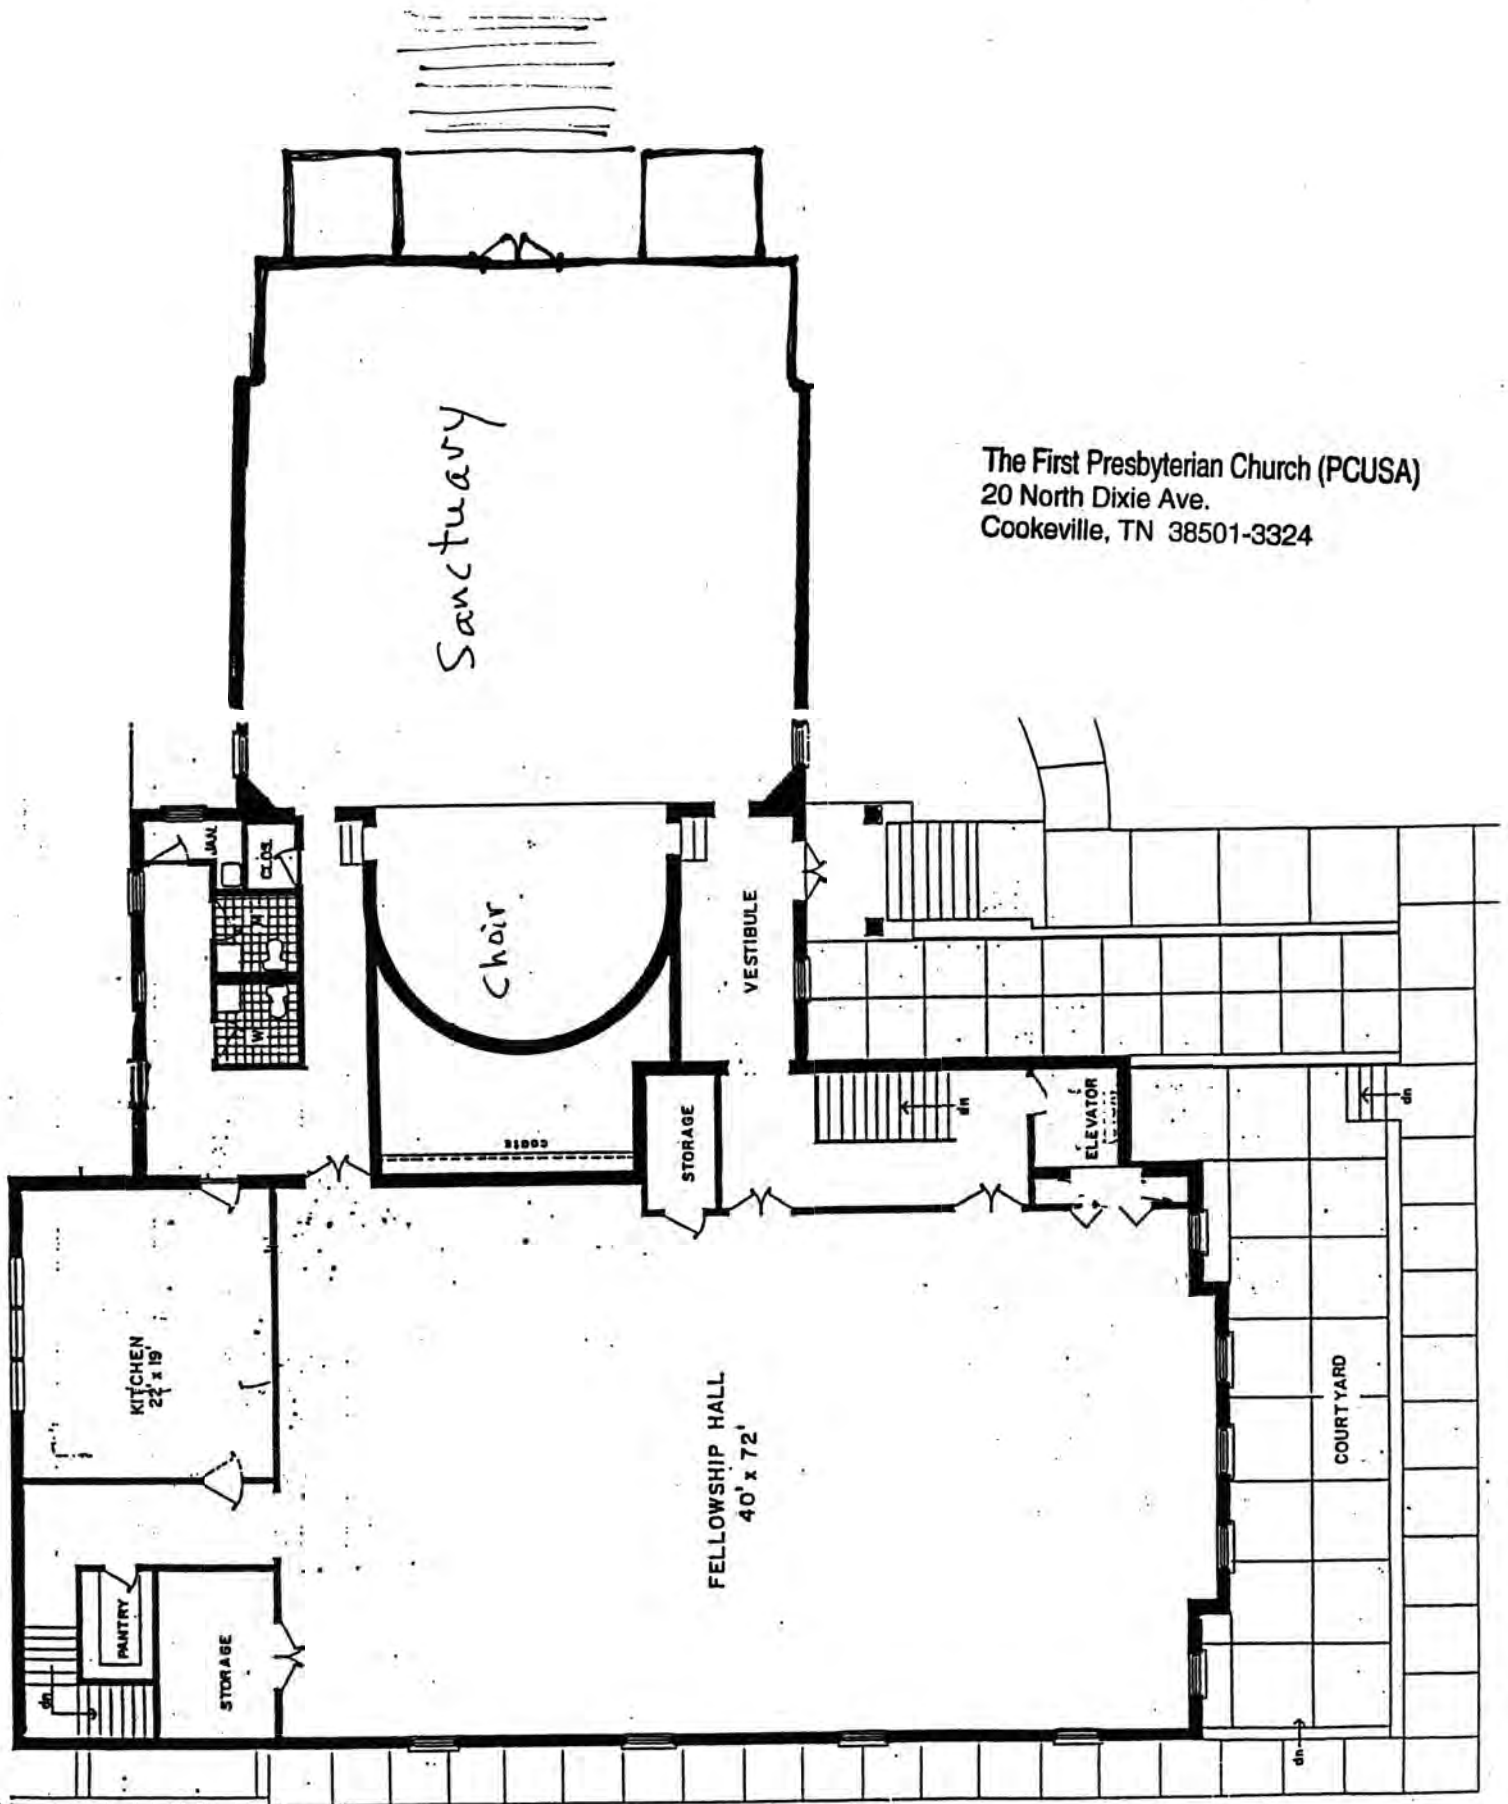 Sanctuary
The First Presbyterian Church (PCUSA)
20 North Dixie Ave.
Cookeville, TN 38501-3324
JAN.
CLOS.
M
W
Choir
VESTIBULE
COATS
STORAGE
dn
ELEVATOR
dn
KITCHEN
22' x 19'
FELLOWSHIP HALL
40' x 72'
COURTYARD
PANTRY
STORAGE
dn
dn